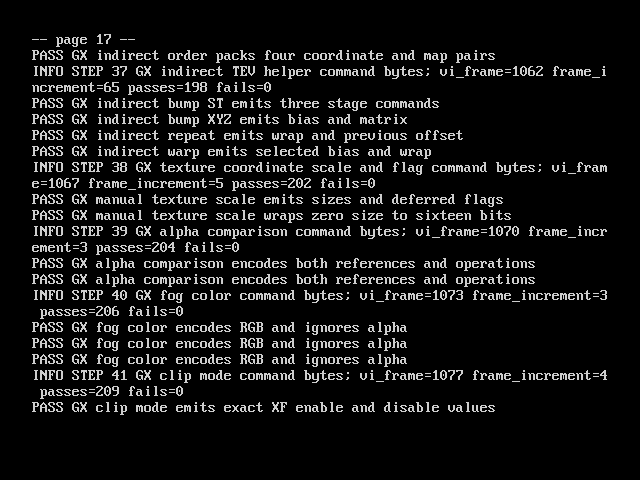 -- page 17 --
PASS GX indirect order packs four coordinate and map pairs
INFO STEP 37 GX indirect TEV helper command bytes; vi_frame=1062 frame_i
ncrement=65 passes=198 fails=0
PASS GX indirect bump ST emits three stage commands
PASS GX indirect bump XYZ emits bias and matrix
PASS GX indirect repeat emits wrap and previous offset
PASS GX indirect warp emits selected bias and wrap
INFO STEP 38 GX texture coordinate scale and flag command bytes; vi_fram
e=1067 frame_increment=5 passes=202 fails=0
PASS GX manual texture scale emits sizes and deferred flags
PASS GX manual texture scale wraps zero size to sixteen bits
INFO STEP 39 GX alpha comparison command bytes; vi_frame=1070 frame_incr
ement=3 passes=204 fails=0
PASS GX alpha comparison encodes both references and operations
PASS GX alpha comparison encodes both references and operations
INFO STEP 40 GX fog color command bytes; vi_frame=1073 frame_increment=3
 passes=206 fails=0
PASS GX fog color encodes RGB and ignores alpha
PASS GX fog color encodes RGB and ignores alpha
PASS GX fog color encodes RGB and ignores alpha
INFO STEP 41 GX clip mode command bytes; vi_frame=1077 frame_increment=4
 passes=209 fails=0
PASS GX clip mode emits exact XF enable and disable values